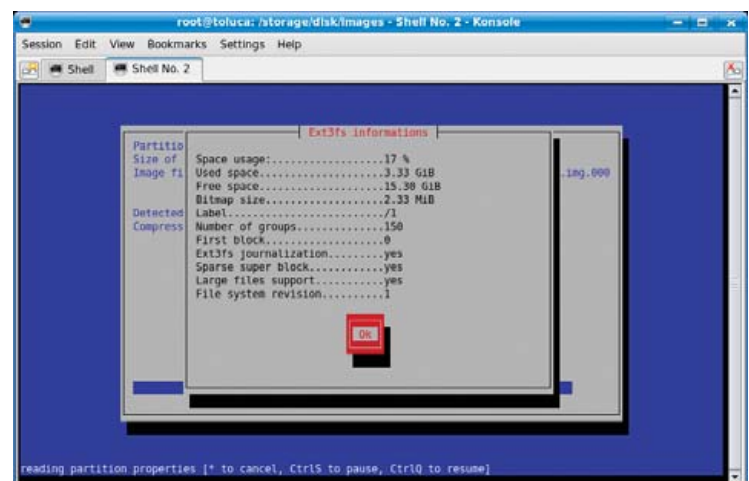 root@toluca: /storage/disk/images - Shell No. 2 - Konsole
Session Edit View Bookmarks Settings Help
Shell Shell No. 2
Ext3fs informations
Partitio
Size of
Image fi .img.000
Detected
Compress
Space usage:..................17 %
Used space....................3.33 GiB
Free space....................15.30 GiB
Bitmap size...................2.33 MiB
Label........................./1
Number of groups..............150
First block...................0
Ext3fs journalization.........yes
Sparse super block............yes
Large files support...........yes
File system revision..........1
Ok
reading partition properties [* to cancel, CtrlS to pause, CtrlQ to resume]